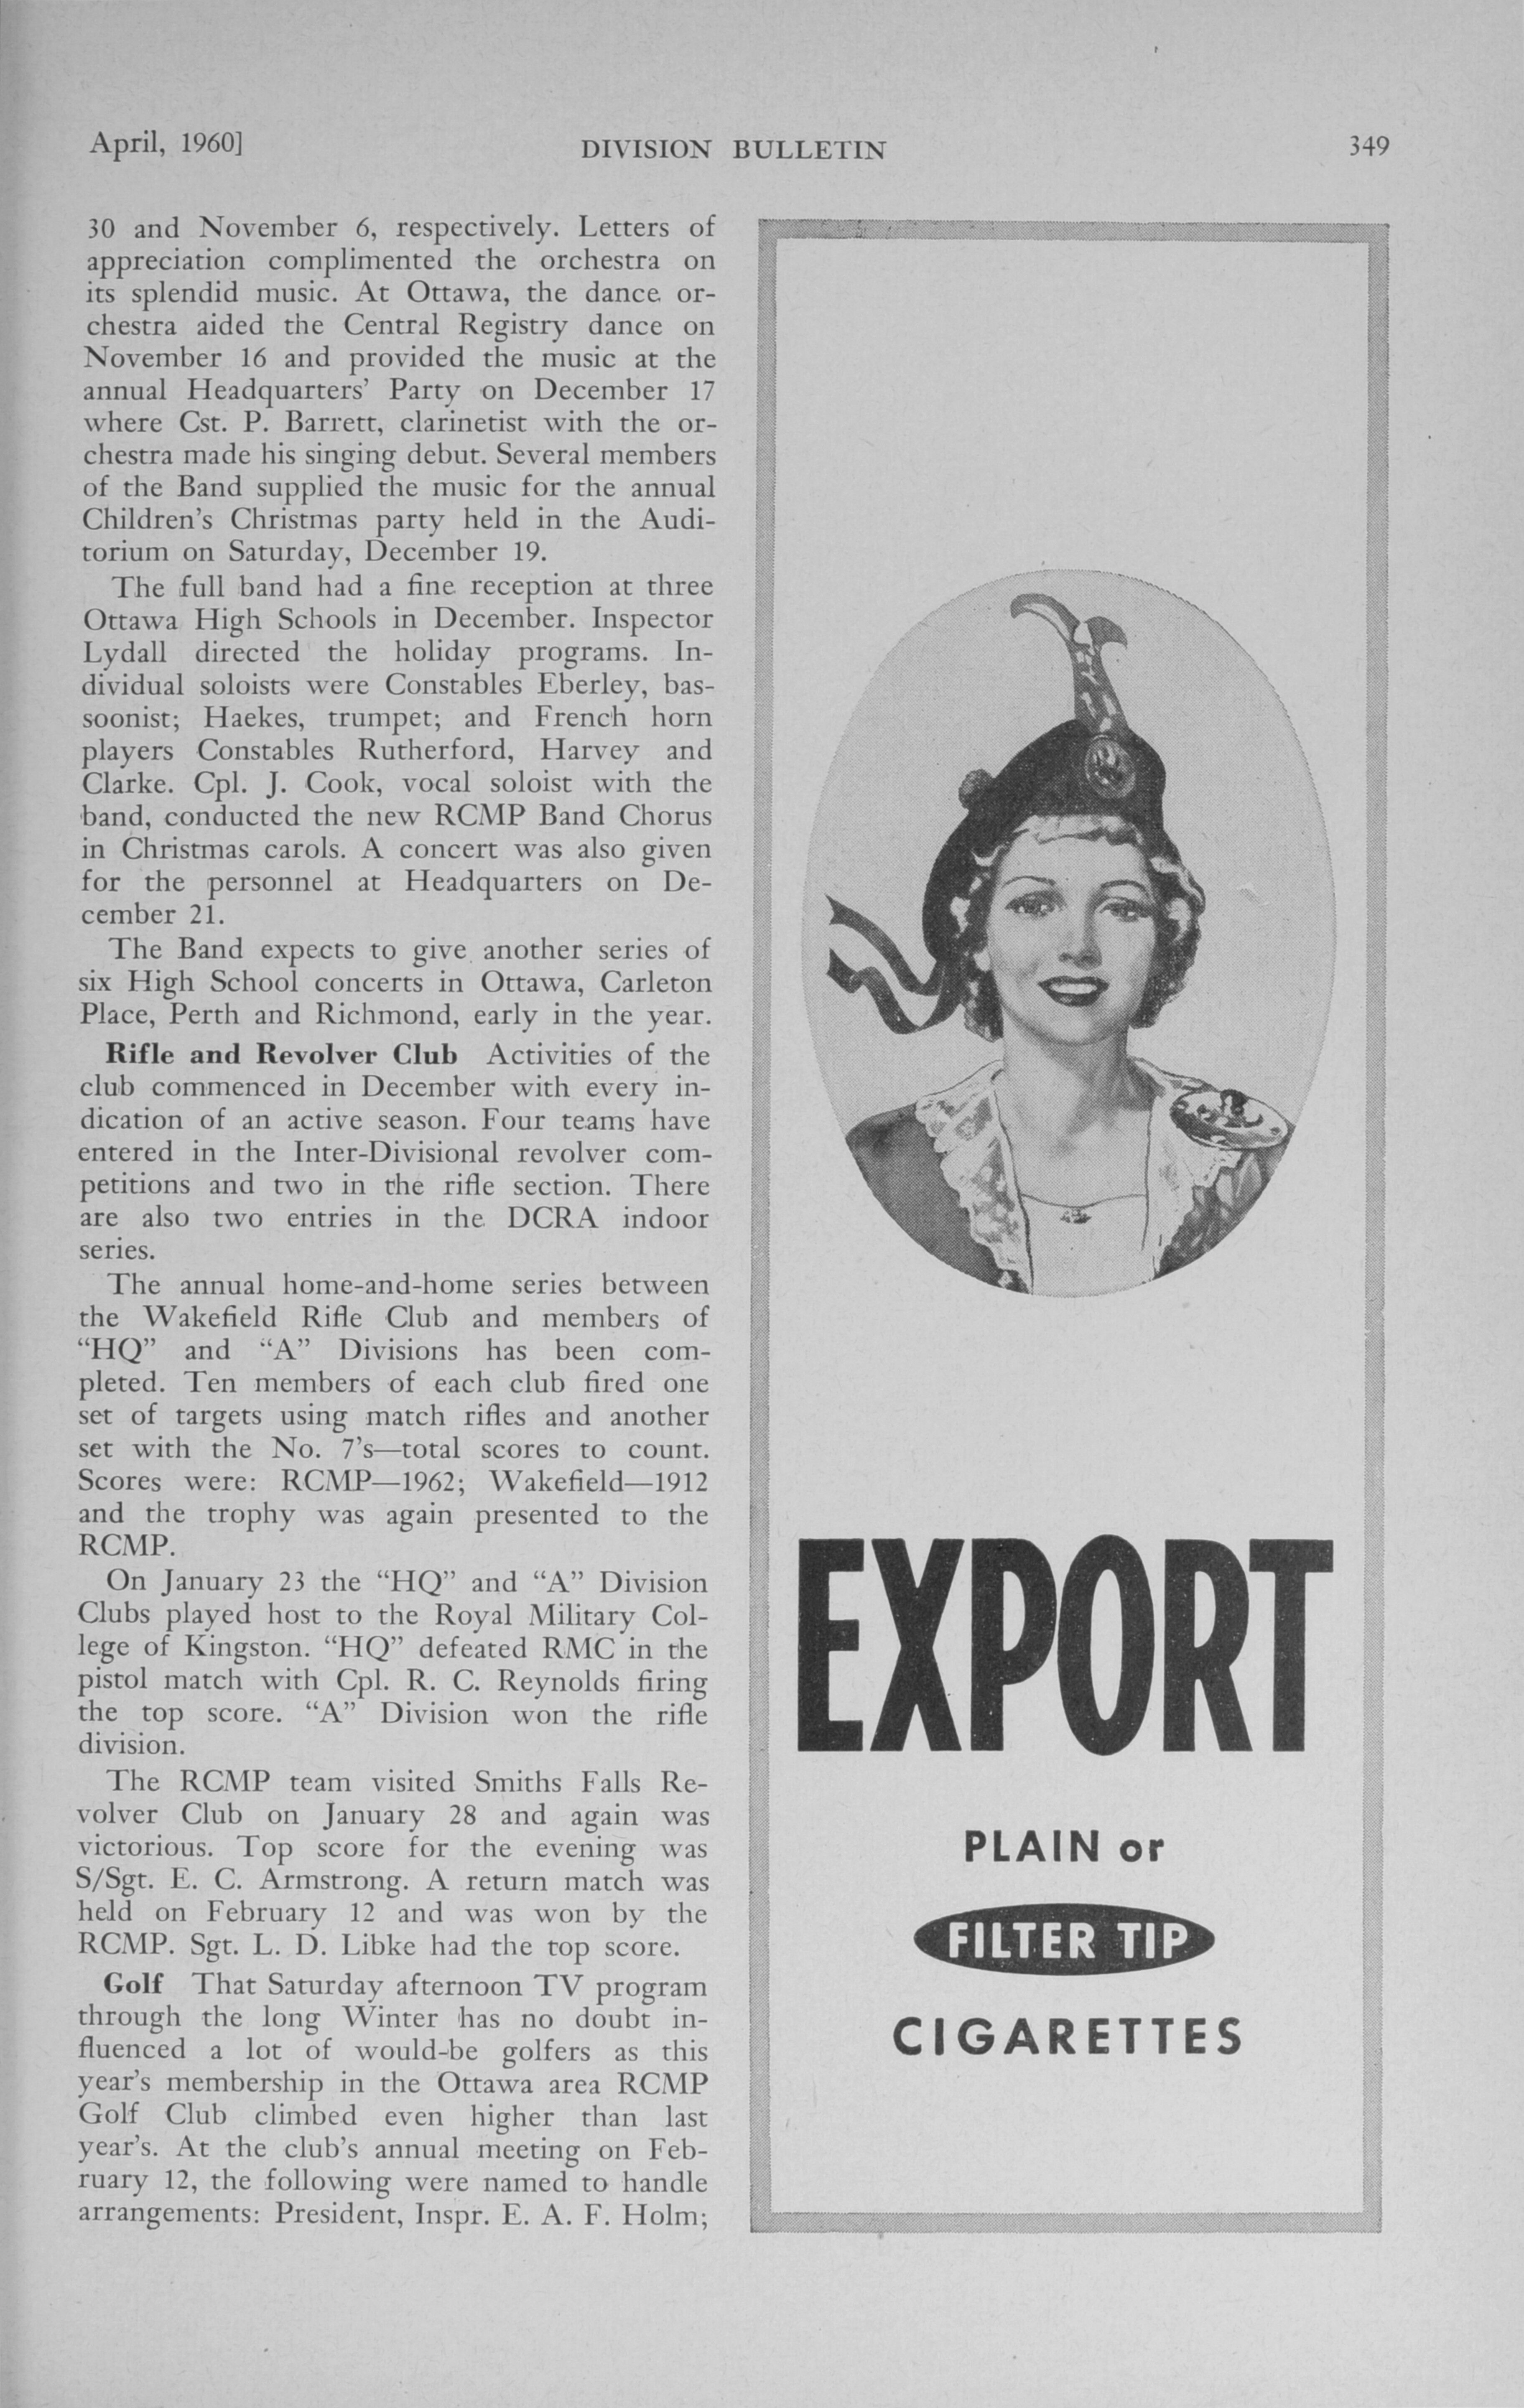 April, 1960]
DIVISION BULLETIN
349
30 and November 6, respectively. Letters of
appreciation complimented the orchestra on
its splendid music. At Ottawa, the dance or-
chestra aided the Central Registry dance on
November 16 and provided the music at the
annual Headquarters' Party on December 17
where Cst. P. Barrett, clarinetist with the or-
chestra made his singing debut. Several members
of the Band supplied the music for the annual
Children's Christmas party held in the Audi-
torium on Saturday, December 19.
The full band had a fine reception at three
Ottawa High Schools in December. Inspector
Lydall directed the holiday programs. In-
dividual soloists were Constables Eberley, bas-
soonist; Haekes, trumpet; and French horn
players Constables Rutherford, Harvey and
Clarke. Cpl. J. Cook, vocal soloist with the
band, conducted the new RCMP Band Chorus
in Christmas carols. A concert was also given
for the personnel at Headquarters on De-
cember 21.
The Band expects to give another series of
six High School concerts in Ottawa, Carleton
Place, Perth and Richmond, early in the year.
Rifle and Revolver Club Activities of the
club commenced in December with every in-
dication of an active season. Four teams have
entered in the Inter-Divisional revolver com-
petitions and two in the rifle section. There
are also two entries in the DCRA indoor
series.
The annual home-and-home series between
the Wakefield Rifle Club and members of
"HQ" and "A" Divisions has been com-
pleted. Ten members of each club fired one
set of targets using match rifles and another
set with the No. 7's—total scores to count.
Scores were: RCMP—1962; Wakefield—1912
and the trophy was again presented to the
RCMP.
On January 23 the "HQ" and "A" Division
Clubs played host to the Royal Military Col-
lege of Kingston. "HQ" defeated RMC in the
pistol match with Cpl. R. C. Reynolds firing
the top score. "A" Division won the rifle
division.
The RCMP team visited Smiths Falls Re-
volver Club on January 28 and again was
victorious. Top score for the evening was
S/Sgt. E. C. Armstrong. A return match was
held on February 12 and was won by the
RCMP. Sgt. L. D. Libke had the top score.
Golf That Saturday afternoon TV program
through the long Winter has no doubt in-
fluenced a lot of would-be golfers as this
year's membership in the Ottawa area RCMP
Golf Club climbed even higher than last
year's. At the club's annual meeting on Feb-
ruary 12, the following were named to handle
arrangements: President, Inspr. E. A. F. Holm;
EXPORT
PLAIN or
FILTER TIP
CIGARETTES